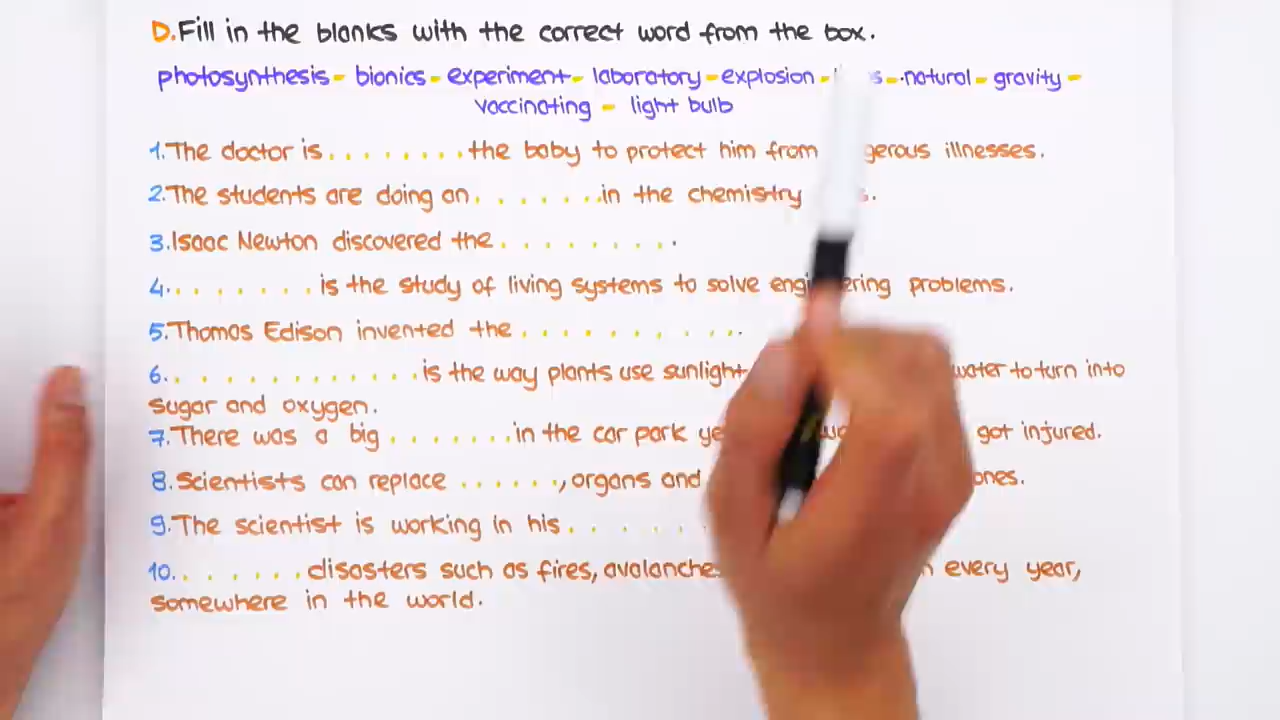 D.Fill in the blanks with the correct word from the box.
photosynthesis - bionics - experiment - laboratory - explosion - - natural - gravity -
vaccinating - light bulb
1.The doctor is ........ the baby to protect him from illnesses.
2.The students are doing an ....... in the chemistry
3.Isaac Newton discovered the .........
4........ is the study of living systems to solve engineering problems.
5.Thomas Edison invented the ...........
6............. is the way plants use sunlight water to turn into
sugar and oxygen.
7.There was a big ....... in the car park got injured.
8.Scientists can replace ......, organs and
9.The scientist is working in his ....
10....... disasters such as fires, every year,
somewhere in the world.